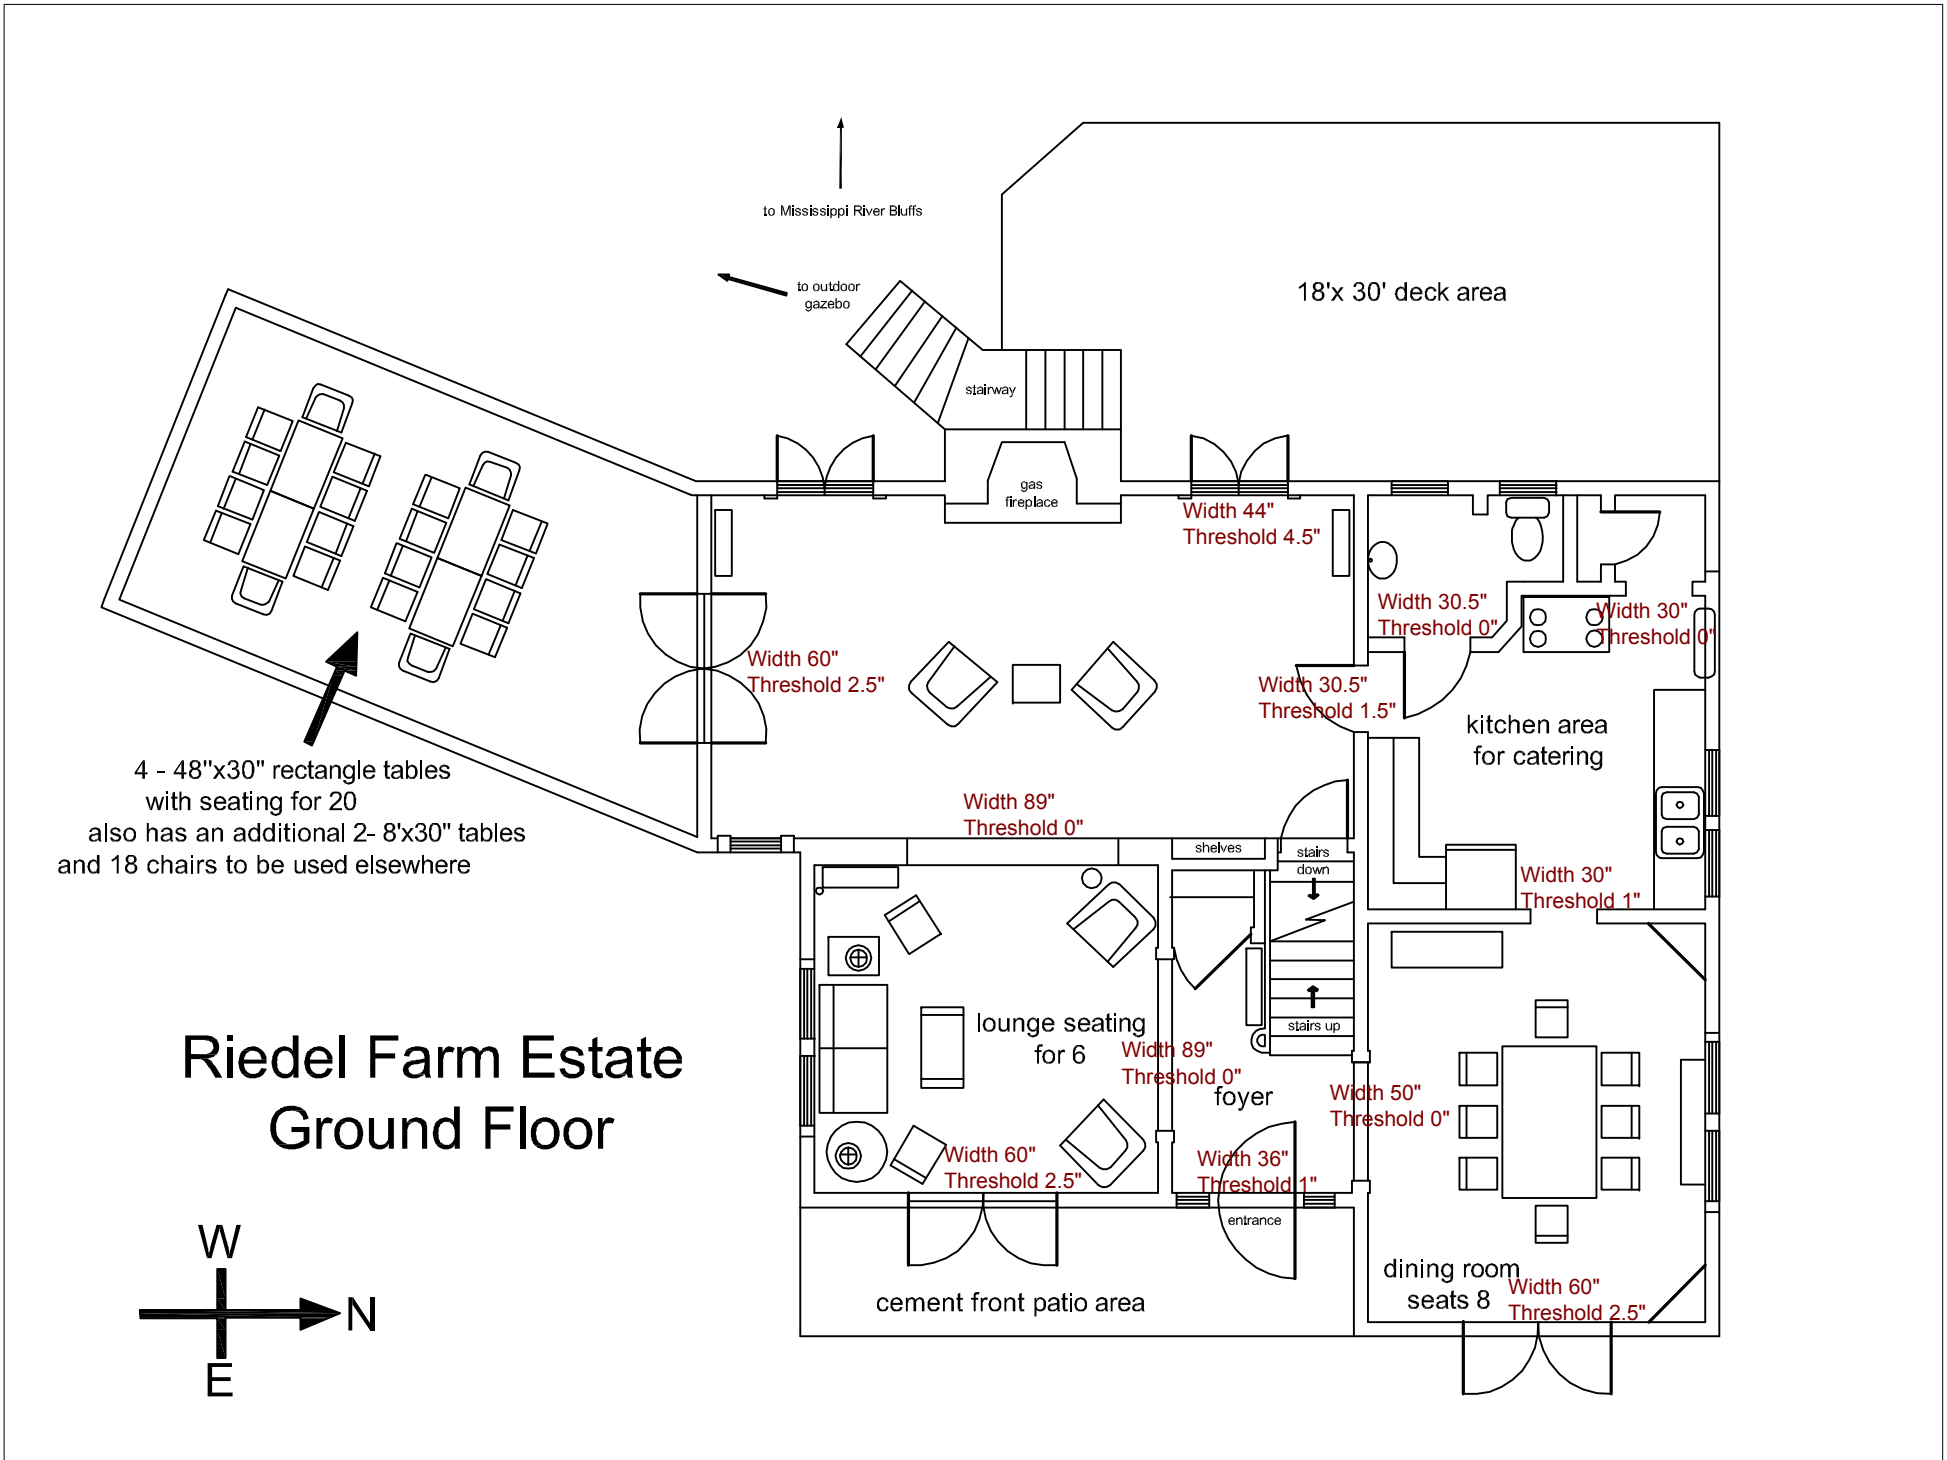 to Mississippi River Bluffs
to outdoor
gazebo
18'x 30' deck area
stairway
gas
fireplace
Width 44"
Threshold 4.5"
Width 30.5"
Threshold 0"
Width 30"
Threshold 0"
Width 60"
Threshold 2.5"
Width 30.5"
Threshold 1.5"
kitchen area
for catering
4 - 48"x30" rectangle tables
with seating for 20
also has an additional 2- 8'x30" tables
and 18 chairs to be used elsewhere
Width 89"
Threshold 0"
shelves
stairs
down
Width 30"
Threshold 1"
lounge seating
for 6
stairs up
Width 89"
Threshold 0"
foyer
Width 50"
Threshold 0"
Riedel Farm Estate
Ground Floor
Width 60"
Threshold 2.5"
Width 36"
Threshold 1"
entrance
dining room
seats 8
Width 60"
Threshold 2.5"
cement front patio area
W
N
E